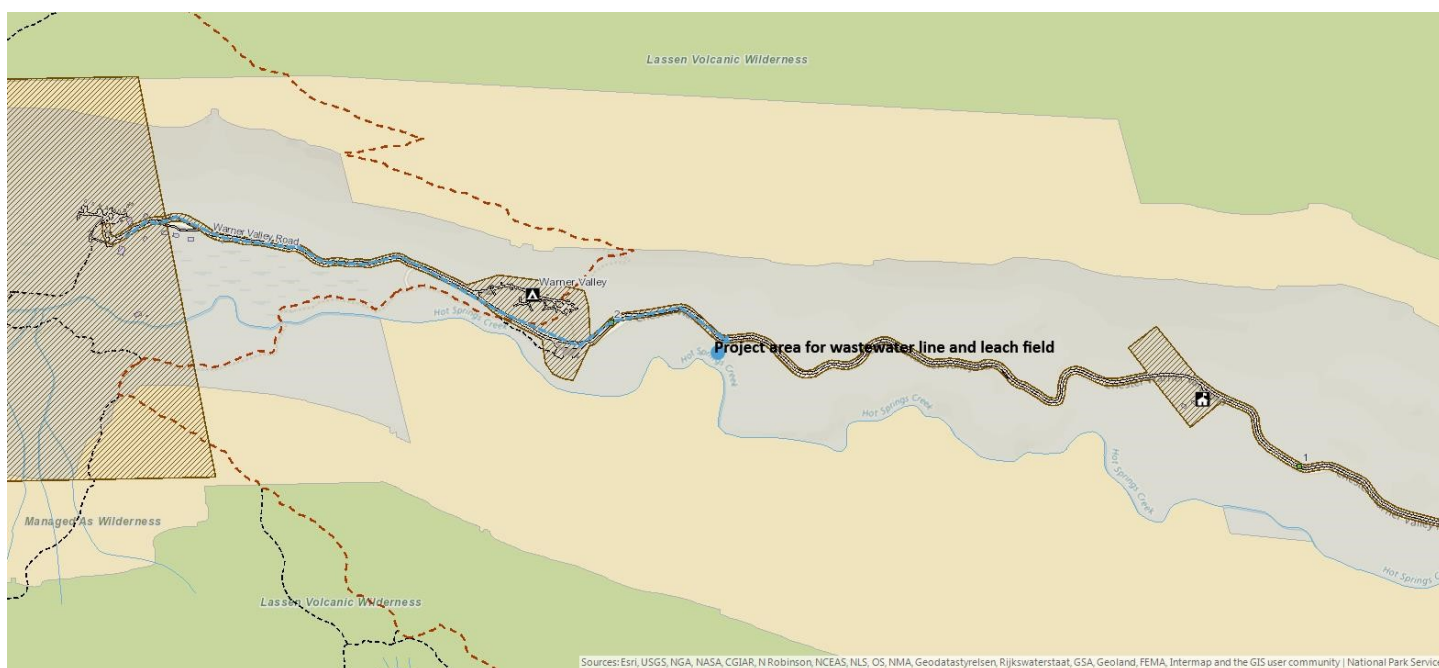 Lassen Volcanic Wilderness
Warner Valley Road
Warner Valley
2
Hot Springs Creek
Project area for wastewater line and leach field
Hot Springs Creek
Hot Springs Creek
1
Hot Springs Creek
Warner Valley
Managed As Wilderness
Hot Springs C
Lassen Volcanic Wilderness
Sources: Esri, USGS, NGA, NASA, CGIAR, N Robinson, NCEAS, NLS, OS, NMA, Geodatastyrelsen, Rijkswaterstaat, GSA, Geoland, FEMA, Intermap and the GIS user community | National Park Service